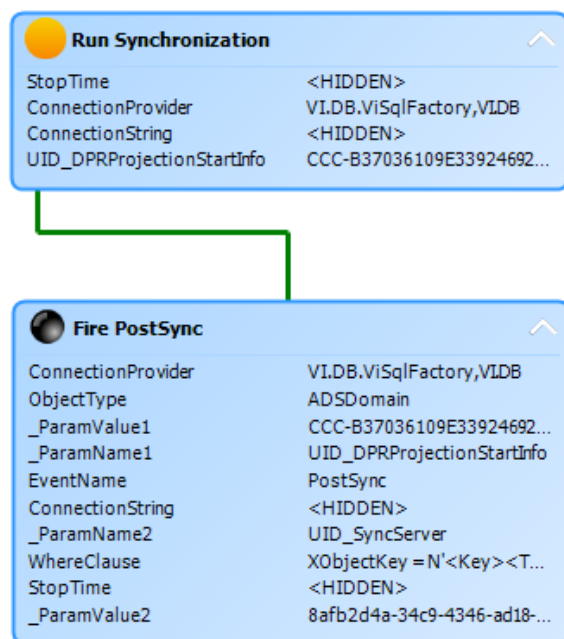 Run Synchronization
StopTime <HIDDEN>
ConnectionProvider VI.DB.ViSqlFactory,VI.DB
ConnectionString <HIDDEN>
UID_DPRProjectionStartInfo CCC-B37036109E33924692...
Fire PostSync
ConnectionProvider VI.DB.ViSqlFactory,VI.DB
ObjectType ADSDomain
_ParamValue1 CCC-B37036109E33924692...
_ParamName1 UID_DPRProjectionStartInfo
EventName PostSync
ConnectionString <HIDDEN>
_ParamName2 UID_SyncServer
WhereClause XObjectKey = N'<Key><T...
StopTime <HIDDEN>
_ParamValue2 8afb2d4a-34c9-4346-ad18-...